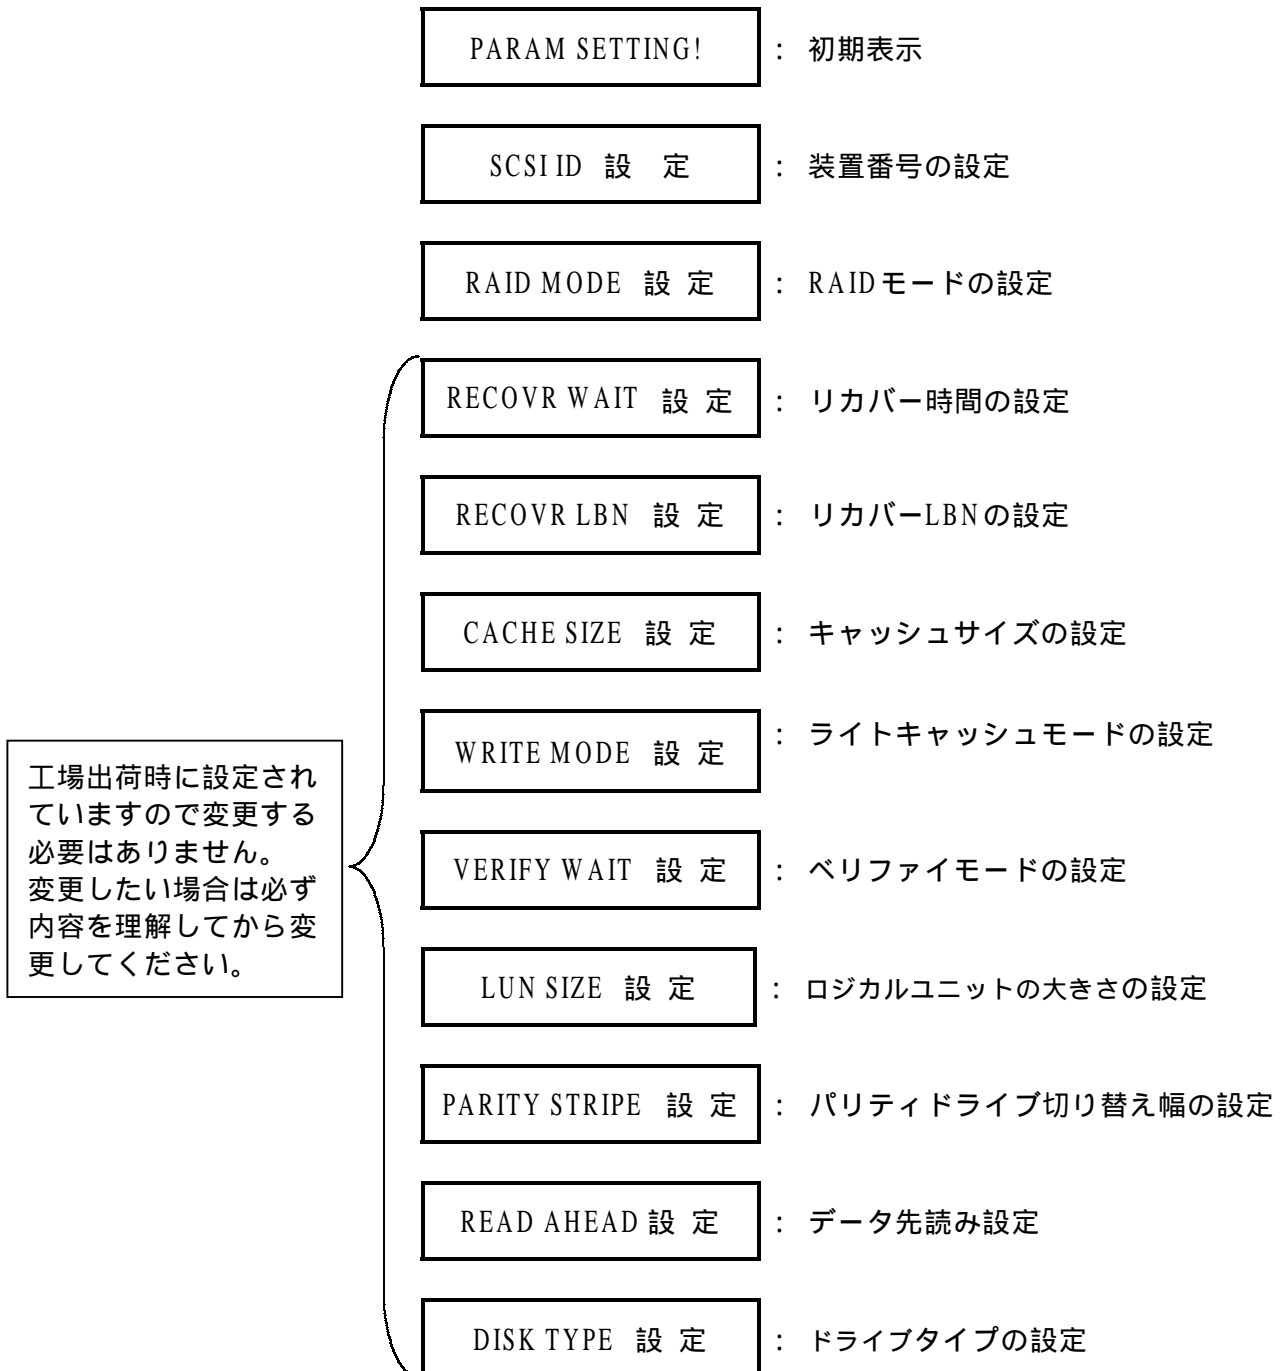 PARAM SETTING! : 初期表示
SCSI ID 設 定 : 装置番号の設定
RAID MODE 設 定 : RAIDモードの設定
RECOVR WAIT 設 定 : リカバー時間の設定
RECOVR LBN 設 定 : リカバーLBNの設定
CACHE SIZE 設 定 : キャッシュサイズの設定
WRITE MODE 設 定 : ライトキャッシュモードの設定
工場出荷時に設定され
ていますので変更する
必要はありません。
変更したい場合は必ず
内容を理解してから変
更してください。
VERIFY WAIT 設 定 : ベリファイモードの設定
LUN SIZE 設 定 : ロジカルユニットの大きさの設定
PARITY STRIPE 設 定 : パリティドライブ切り替え幅の設定
READ AHEAD 設 定 : データ先読み設定
DISK TYPE 設 定 : ドライブタイプの設定